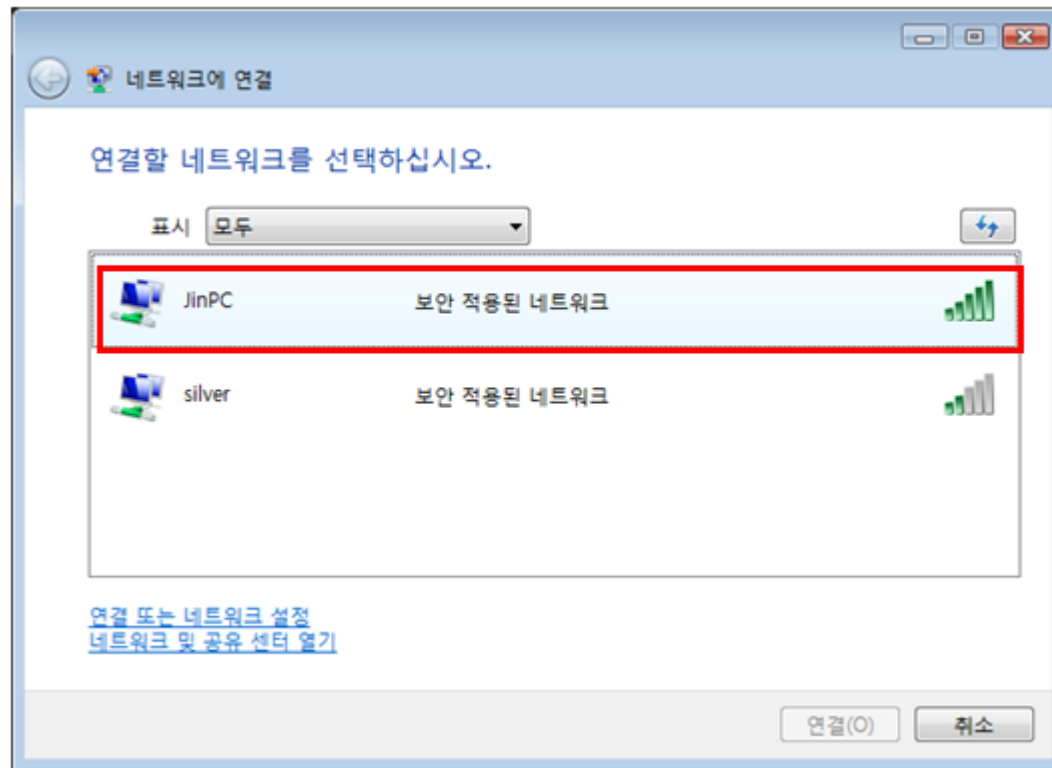 네트워크에 연결
연결할 네트워크를 선택하십시오.
표시 모두
JinPC 보안 적용된 네트워크
silver 보안 적용된 네트워크
연결 또는 네트워크 설정
네트워크 및 공유 센터 열기
연결(O) 취소